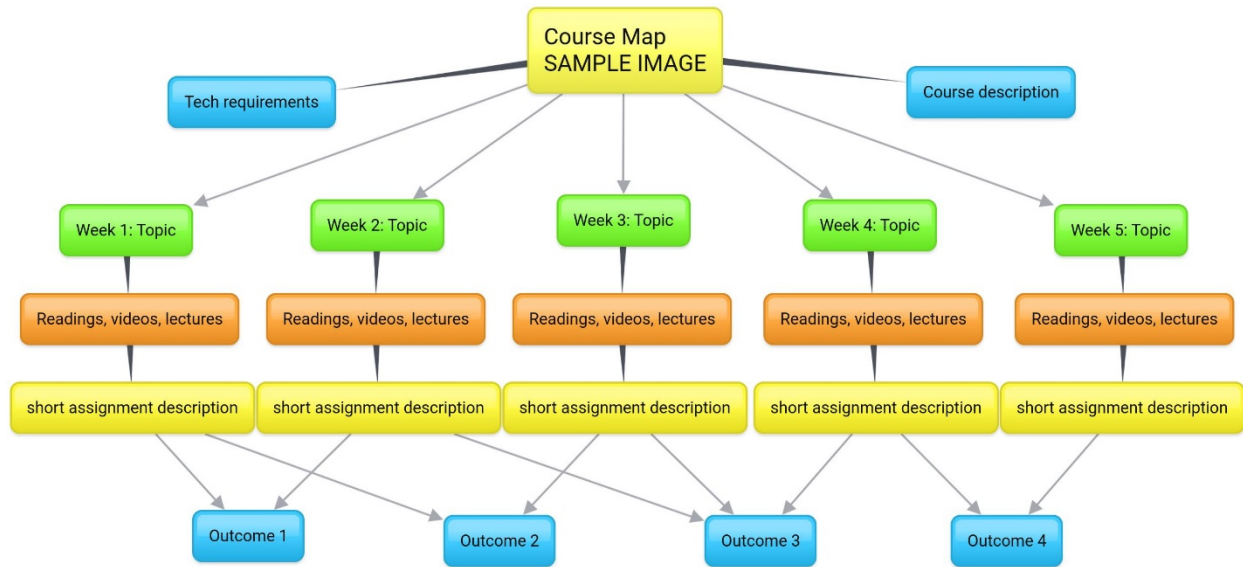 Course Map
SAMPLE IMAGE
Tech requirements
Course description
Week 1: Topic
Week 2: Topic
Week 3: Topic
Week 4: Topic
Week 5: Topic
Readings, videos, lectures
Readings, videos, lectures
Readings, videos, lectures
Readings, videos, lectures
Readings, videos, lectures
short assignment description
short assignment description
short assignment description
short assignment description
short assignment description
Outcome 1
Outcome 2
Outcome 3
Outcome 4